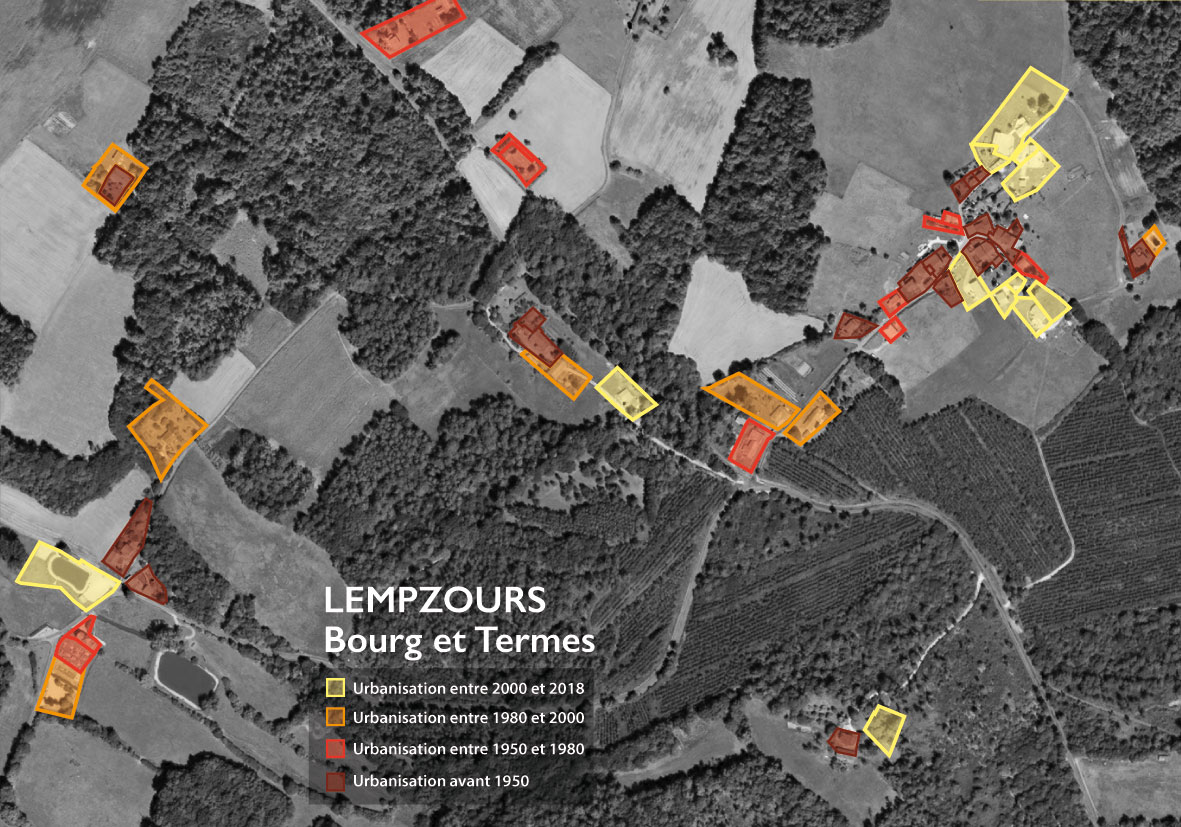 LEMPZOURS
Bourg et Termes
Urbanisation entre 2000 et 2018
Urbanisation entre 1980 et 2000
Urbanisation entre 1950 et 1980
Urbanisation avant 1950